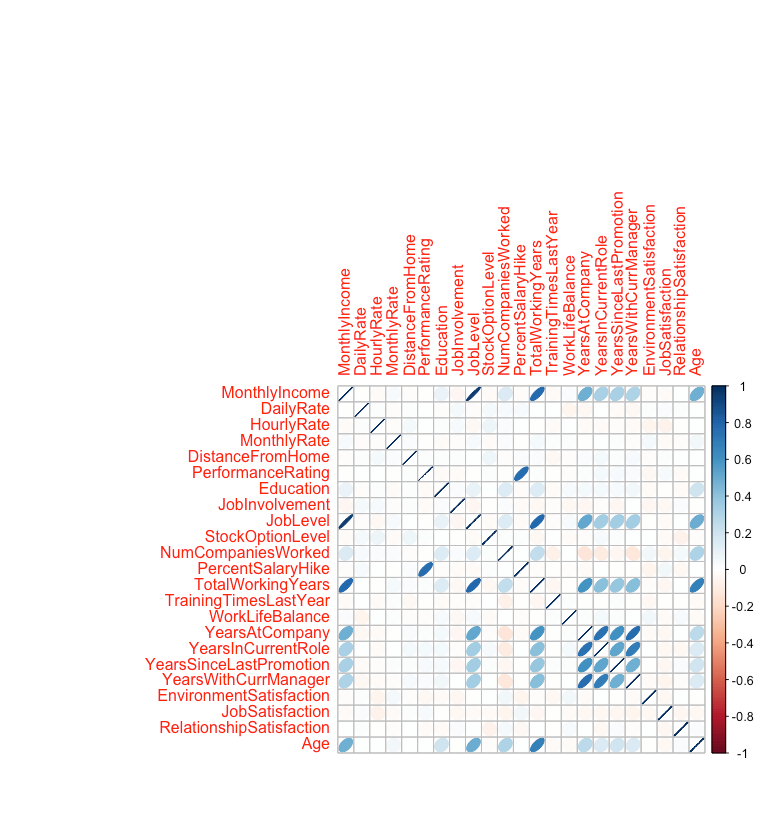 MonthlyIncome
DailyRate
HourlyRate
MonthlyRate
DistanceFromHome
PerformanceRating
Education
JobInvolvement
JobLevel
StockOptionLevel
NumCompaniesWorked
PercentSalaryHike
TotalWorkingYears
TrainingTimesLastYear
WorkLifeBalance
YearsAtCompany
YearsInCurrentRole
YearsSinceLastPromotion
YearsWithCurrManager
EnvironmentSatisfaction
JobSatisfaction
RelationshipSatisfaction
Age
MonthlyIncome
DailyRate
HourlyRate
MonthlyRate
DistanceFromHome
PerformanceRating
Education
JobInvolvement
JobLevel
StockOptionLevel
NumCompaniesWorked
PercentSalaryHike
TotalWorkingYears
TrainingTimesLastYear
WorkLifeBalance
YearsAtCompany
YearsInCurrentRole
YearsSinceLastPromotion
YearsWithCurrManager
EnvironmentSatisfaction
JobSatisfaction
RelationshipSatisfaction
Age
1
0.8
0.6
0.4
0.2
0
-0.2
-0.4
-0.6
-0.8
-1